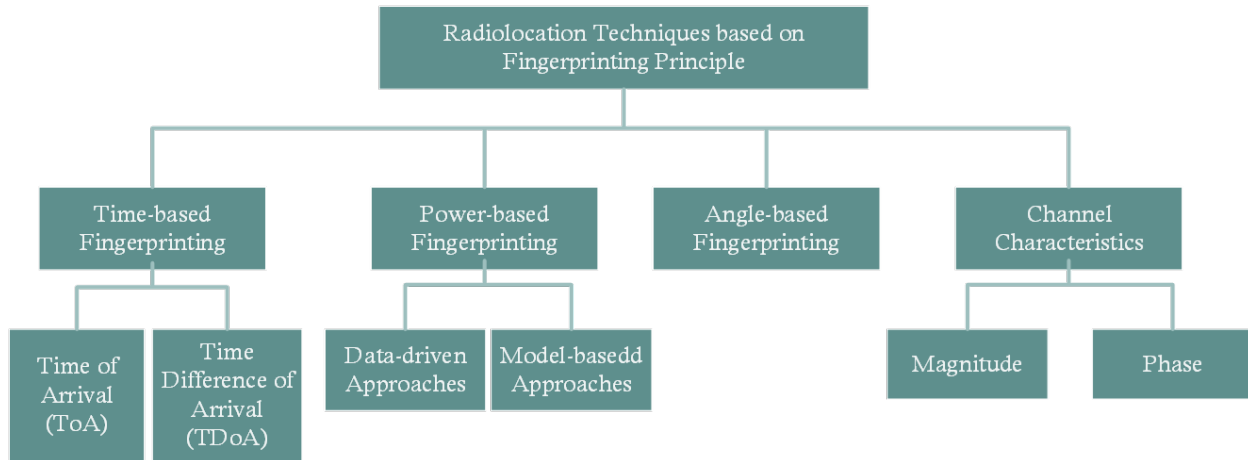 Radiolocation Techniques based on
Fingerprinting Principle
Time-based
Fingerprinting
Power-based
Fingerprinting
Angle-based
Fingerprinting
Channel
Characteristics
Time of
Arrival
(ToA)
Time
Difference of
Arrival
(TDoA)
Data-driven
Approaches
Model-basedd
Approaches
Magnitude
Phase